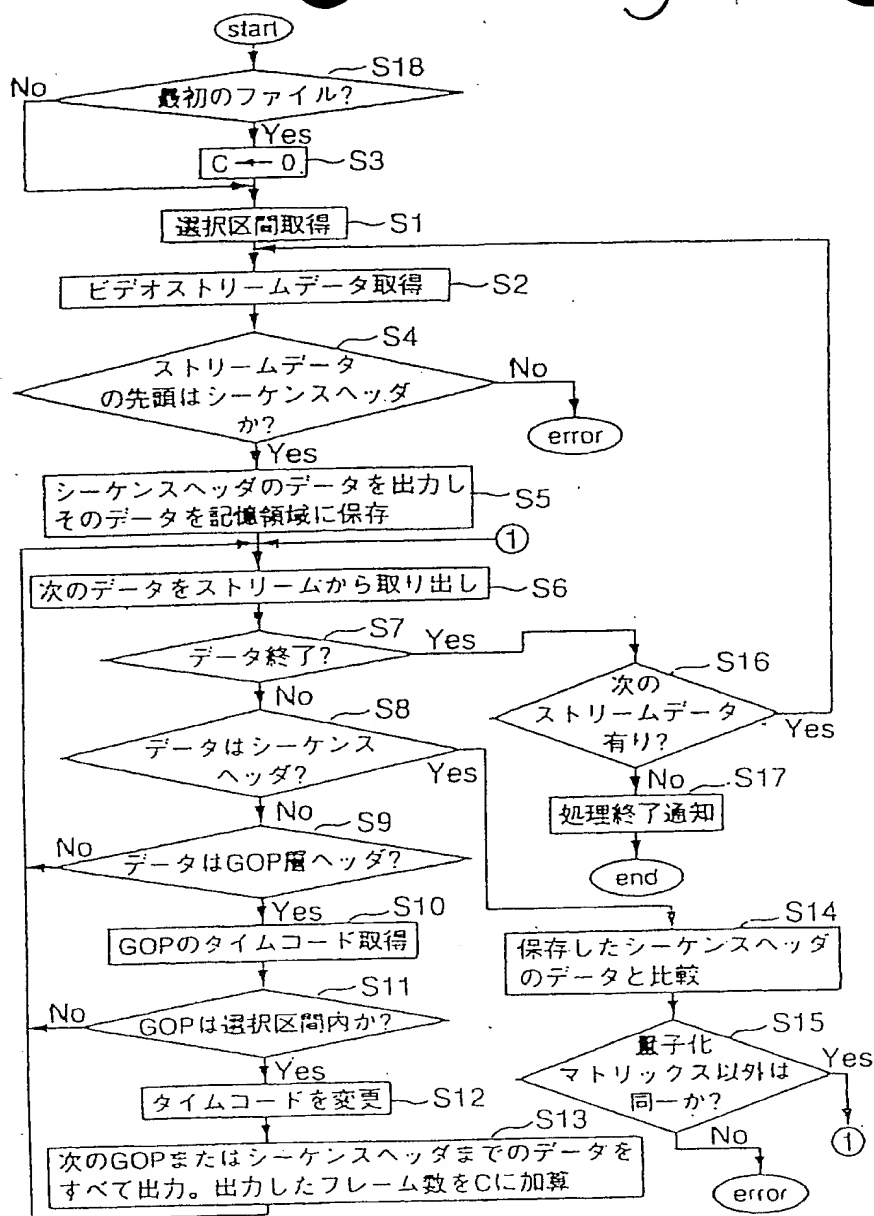 start
S18
No
最初のファイル?
Yes
C ← 0
S3
選択区間取得
S1
ビデオストリームデータ取得
S2
S4
ストリームデータ
の先頭はシーケンスヘッダ
か?
No
error
Yes
シーケンスヘッダのデータを出力し
そのデータを記憶領域に保存
S5
①
次のデータをストリームから取り出し
S6
S7
データ終了?
Yes
S16
次の
ストリームデータ
有り?
Yes
No
S8
データはシーケンス
ヘッダ?
Yes
No
S17
処理終了通知
end
No
S9
No
データはGOP層ヘッダ?
Yes
S10
GOPのタイムコード取得
S14
保存したシーケンスヘッダ
のデータと比較
S11
No
GOPは選択区間内か?
S15
量子化
マトリックス以外は
同一か?
Yes
①
No
error
Yes
タイムコードを変更
S12
S13
次のGOPまたはシーケンスヘッダまでのデータを
すべて出力。出力したフレーム数をCに加算